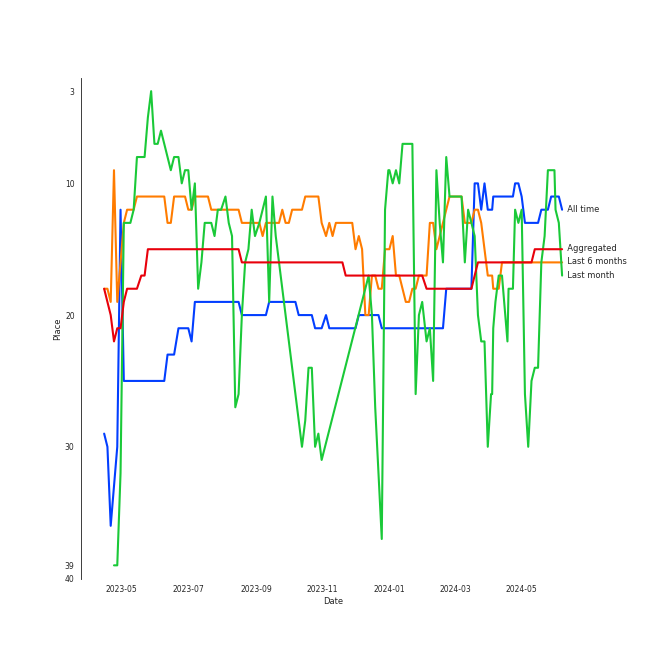 3
10
20
30
39
40
Place
2023-05
2023-07
2023-09
2023-11
2024-01
2024-03
2024-05
Date
All time
Aggregated
Last 6 months
Last month